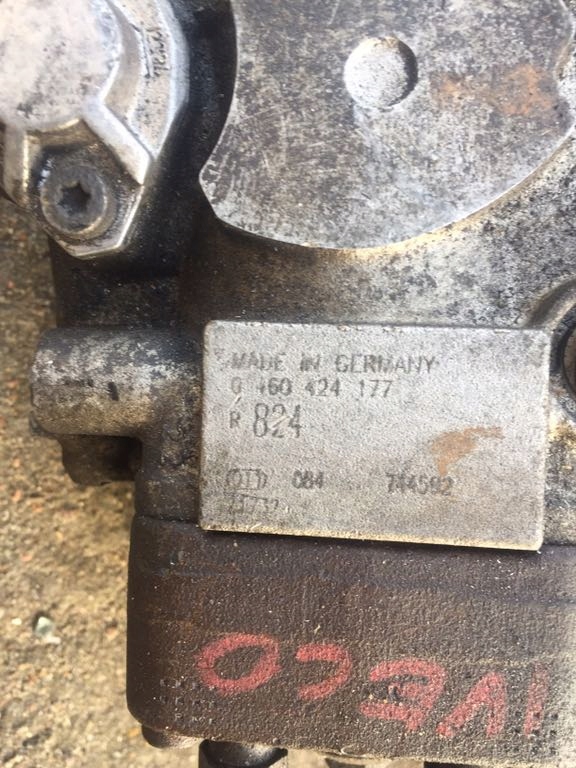 MADE IN GERMANY
0 460 424 177
R 824
084 744592
IVECO